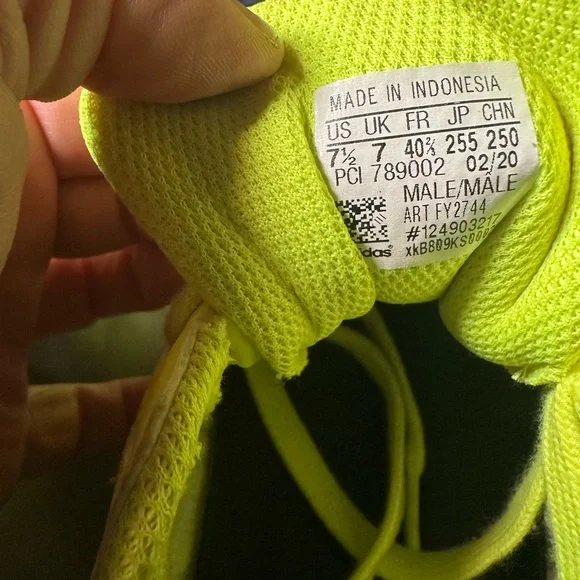 MADE IN INDONESIA
US UK FR JP CHN
7½ 7 40⅔ 255 250
PCI 789002 02/20
MALE/MÂLE
ART FY2744
#124903217